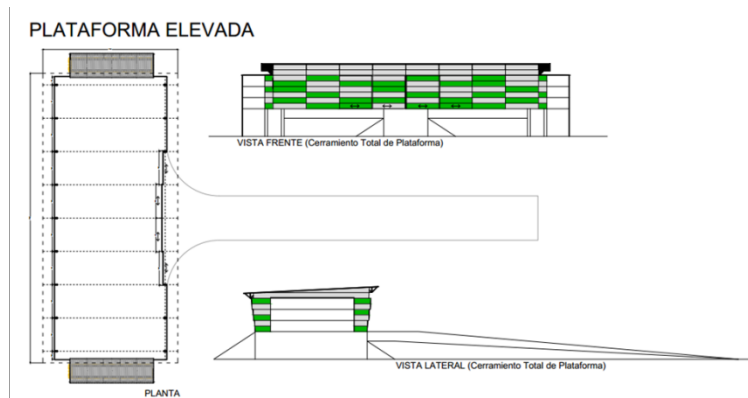 PLATAFORMA ELEVADA
VISTA FRENTE (Cerramiento Total de Plataforma)
VISTA LATERAL (Cerramiento Total de Plataforma)
PLANTA